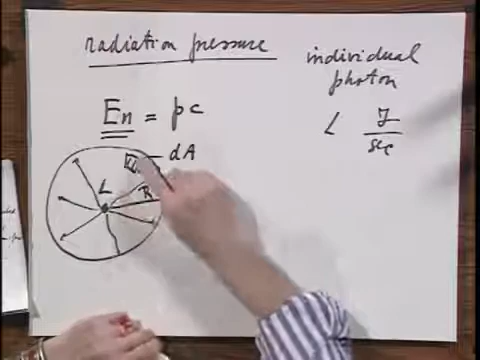 radiation pressure
individual
photon
En = pc
L J/sec
dA
L
R